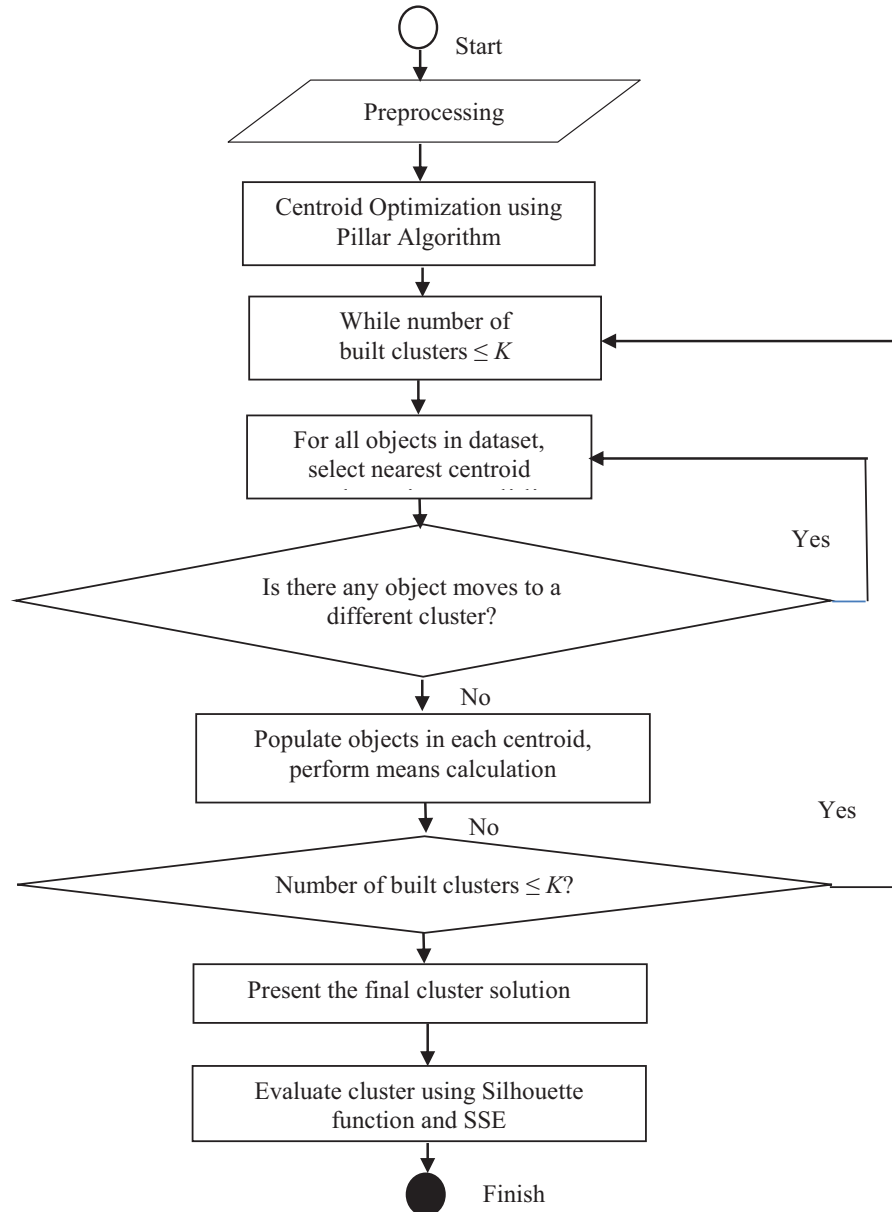 Start
Preprocessing
Centroid Optimization using
Pillar Algorithm
While number of
built clusters ≤ K
For all objects in dataset,
select nearest centroid
Yes
Is there any object moves to a
different cluster?
No
Populate objects in each centroid,
perform means calculation
Yes
No
Number of built clusters ≤ K?
Present the final cluster solution
Evaluate cluster using Silhouette
function and SSE
Finish